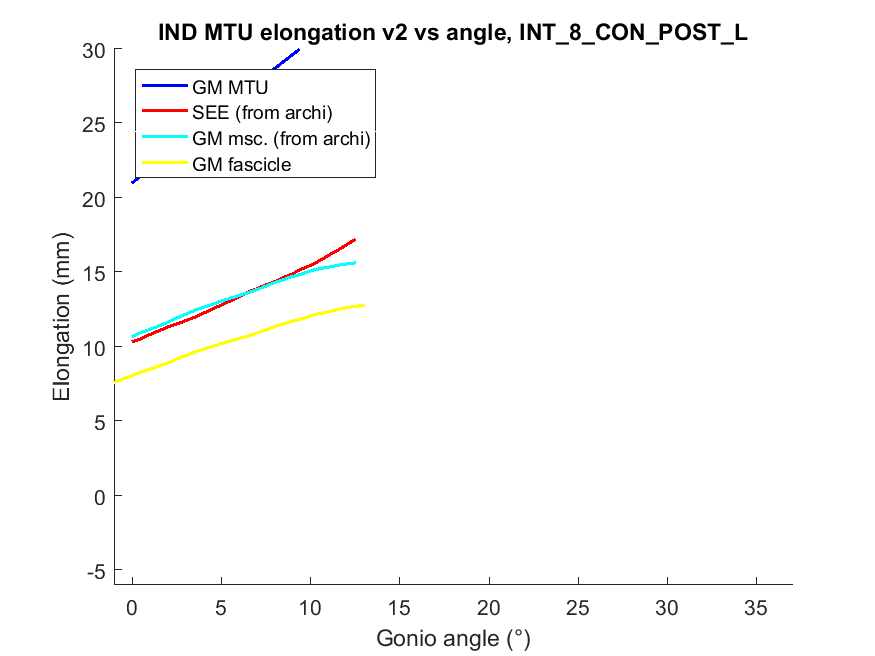 IND MTU elongation v2 vs angle, INT_8_CON_POST_L
GM MTU
SEE (from archi)
GM msc. (from archi)
GM fascicle
Elongation (mm)
30
25
20
15
10
5
0
-5
0 5 10 15 20 25 30 35
Gonio angle (°)